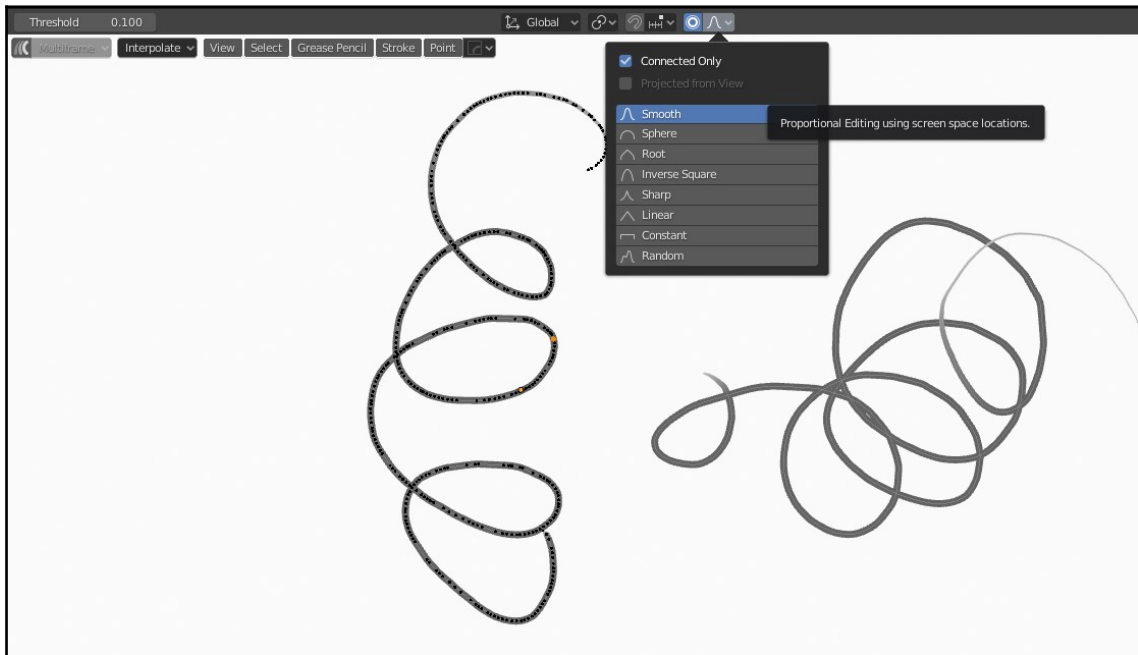 Threshold 0.100 Global
Multiframe Interpolate View Select Grease Pencil Stroke Point
Connected Only
Projected from View
Smooth
Proportional Editing using screen space locations.
Sphere
Root
Inverse Square
Sharp
Linear
Constant
Random